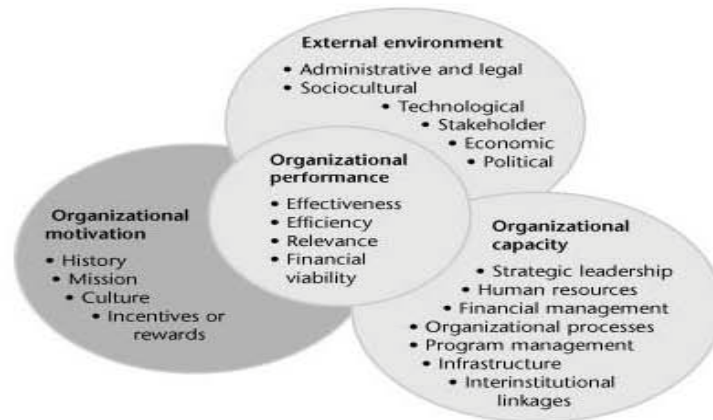 External environment
• Administrative and legal
• Sociocultural
• Technological
• Stakeholder
• Economic
• Political
Organizational
performance
• Effectiveness
• Efficiency
• Relevance
• Financial
viability
Organizational
motivation
• History
• Mission
• Culture
• Incentives or
rewards
Organizational
capacity
• Strategic leadership
• Human resources
• Financial management
• Organizational processes
• Program management
• Infrastructure
• Interinstitutional
linkages